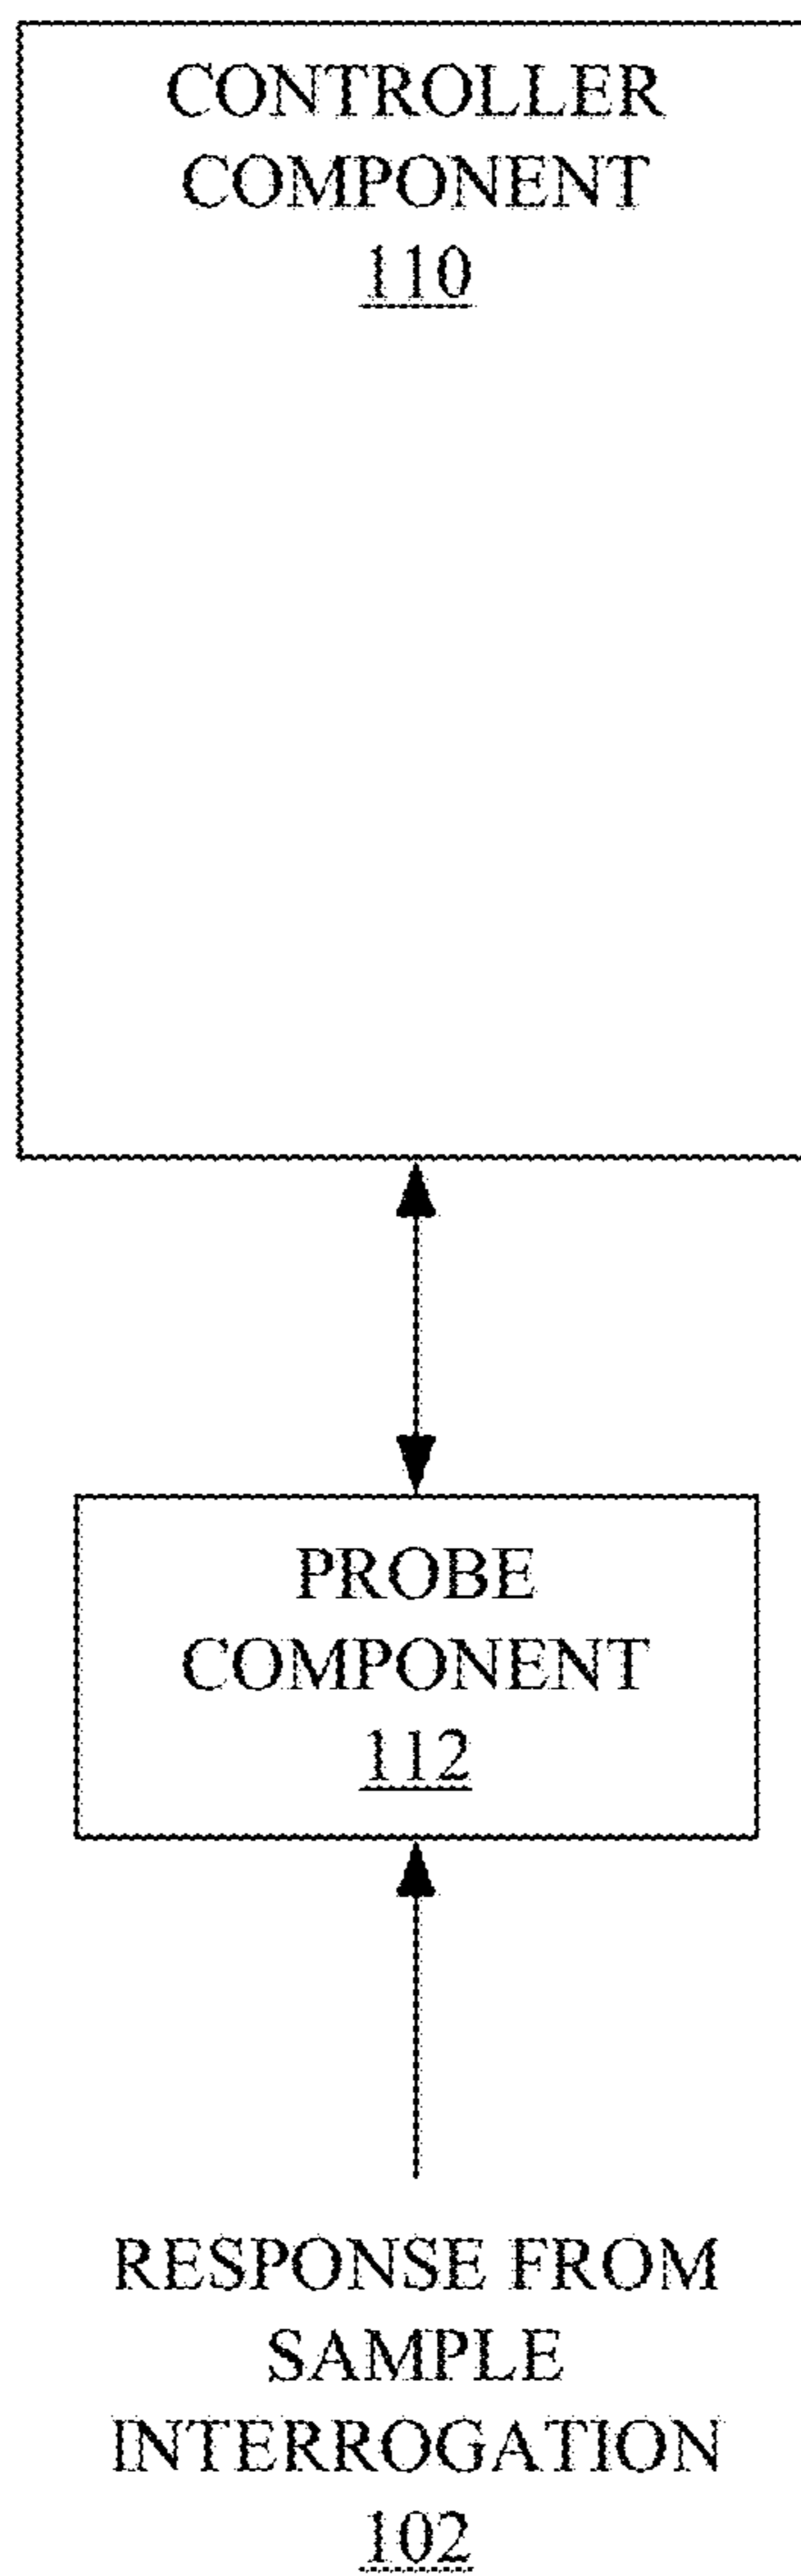 CONTROLLER
COMPONENT
110
PROBE
COMPONENT
112
RESPONSE FROM
SAMPLE
INTERROGATION
102